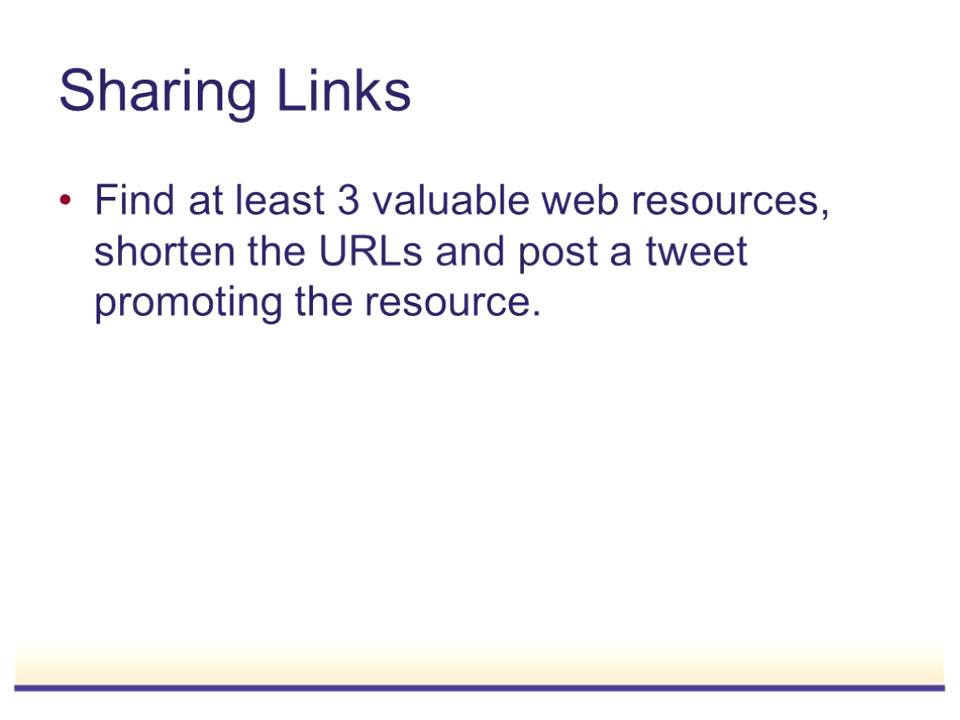 Sharing Links
• Find at least 3 valuable web resources,
shorten the URLs and post a tweet
promoting the resource.